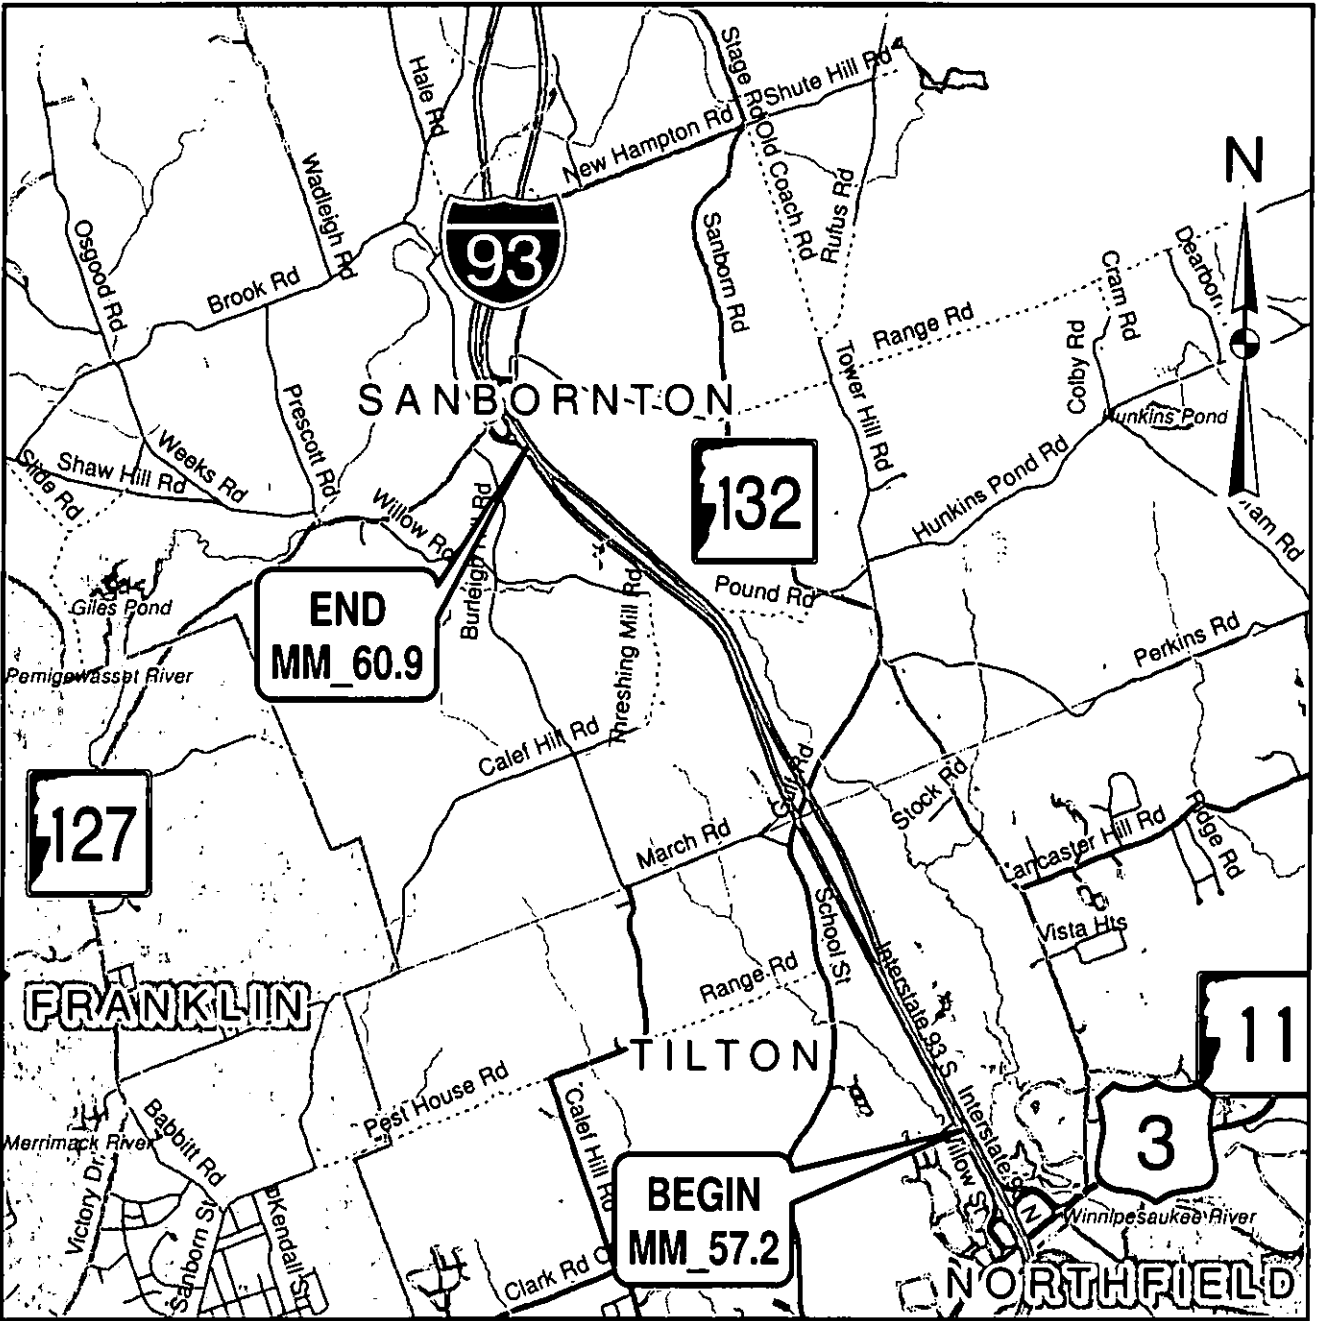 Stage Rd
Shute Hill Rd
Hale Rd
New Hampton Rd
Old Coach Rd
N
Wadleigh Rd
Rufus Rd
Osgood Rd
93
Sanborn Rd
Dearborn
Brook Rd
Cram Rd
Range Rd
Colby Rd
Tower Hill Rd
SANBORNTON
Prescott Rd
Hunkins Pond
Weeks Rd
Shaw Hill Rd
Slide Rd
132
Hunkins Pond Rd
Willow Rd
END
MM_60.9
Pound Rd
Giles Pond
Threshing Mill Rd
Perkins Rd
Pemigewasset River
Calef Hill Rd
Gulf Rd
Stock Rd
127
March Rd
Lancaster Hill Rd
Ridge Rd
School St
Vista Hts
Range Rd
Interstate 93 S
FRANKLIN
11
TILTON
Pest House Rd
Calef Hill Rd
Babbitt Rd
3
Merrimack River
Victory Dr
BEGIN
MM_57.2
Kendall St
Sanborn St
Winnipesaukee River
Clark Rd
NORTHFIELD